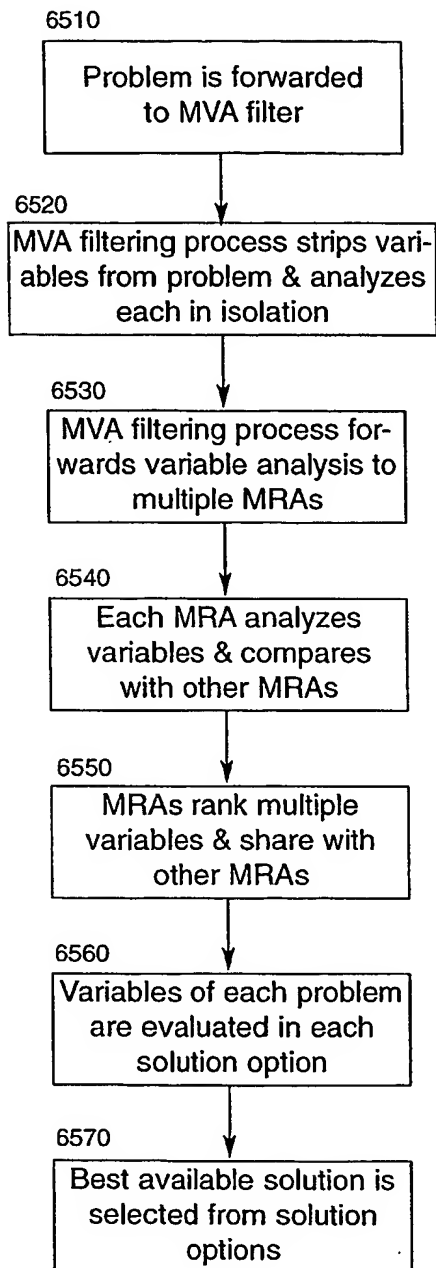 6510
Problem is forwarded
to MVA filter
6520
MVA filtering process strips vari-
ables from problem & analyzes
each in isolation
6530
MVA filtering process for-
wards variable analysis to
multiple MRAs
6540
Each MRA analyzes
variables & compares
with other MRAs
6550
MRAs rank multiple
variables & share with
other MRAs
6560
Variables of each problem
are evaluated in each
solution option
6570
Best available solution is
selected from solution
options